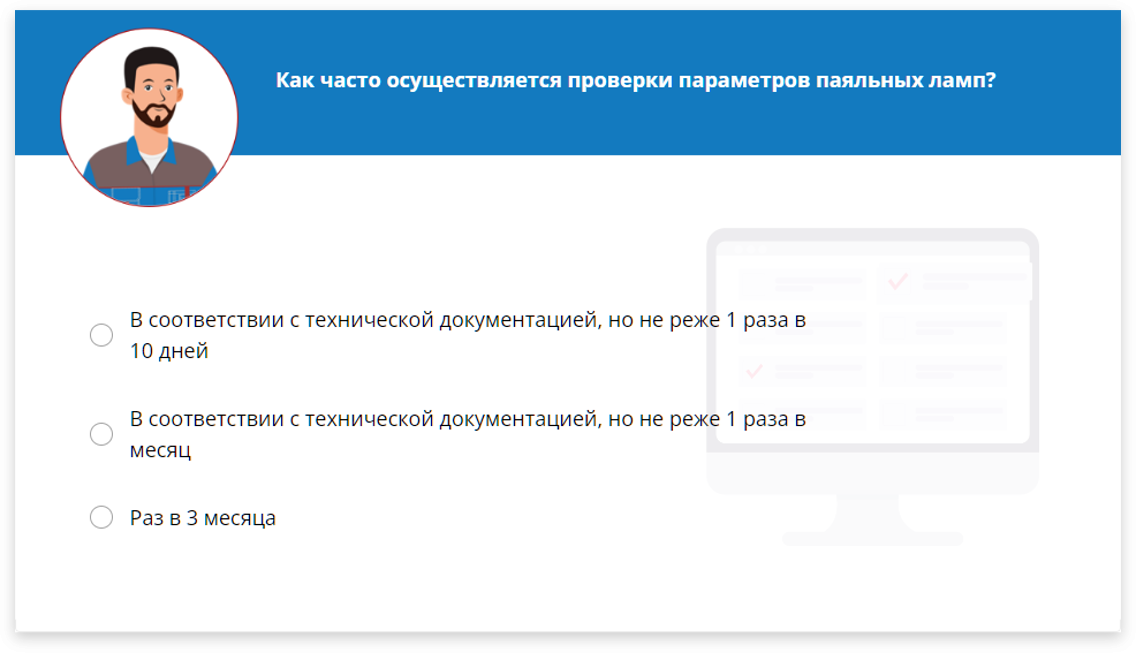 Как часто осуществляется проверки параметров паяльных ламп?
В соответствии с технической документацией, но не реже 1 раза в
10 дней
В соответствии с технической документацией, но не реже 1 раза в
месяц
Раз в 3 месяца